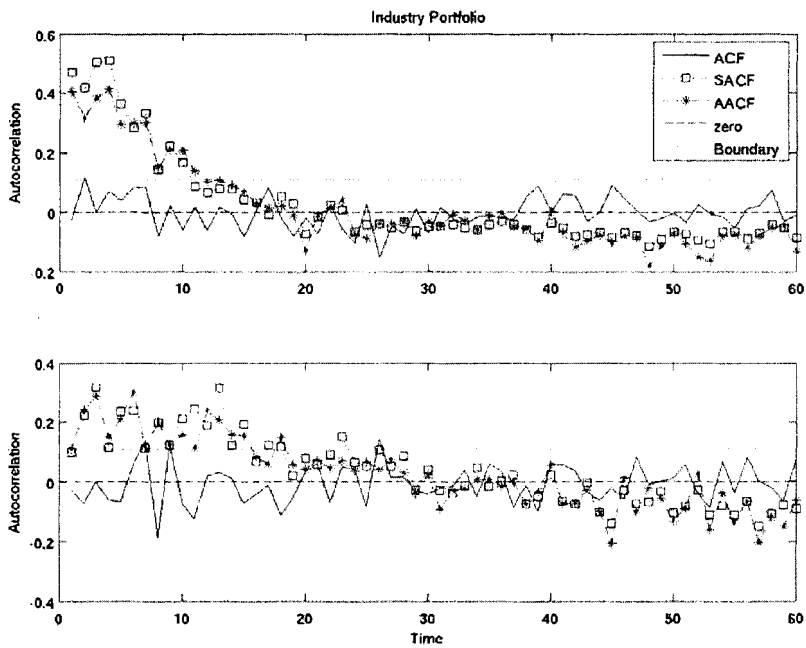 Industry Portfolio
0.6
0.4
0.2
0
0.2
Autocorrelation
ACF
SACF
AACF
zero
Boundary
0 10 20 30 40 50 60
0.4
0.2
0
-0.2
-0.4
Autocorrelation
0 10 20 30 40 50 60
Time